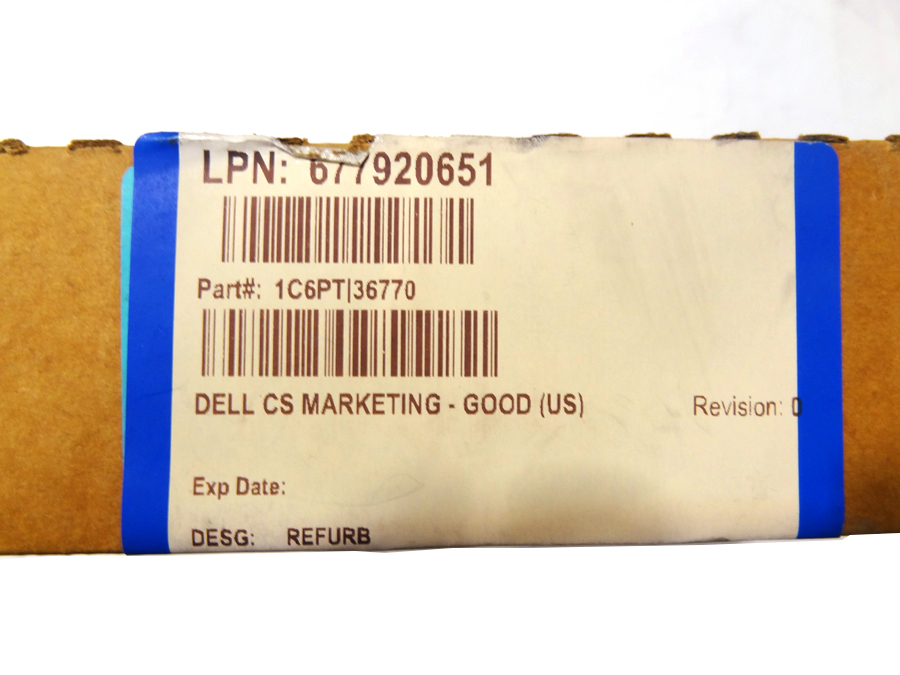 LPN: 677920651
Part#: 1C6PT|36770
DELL CS MARKETING - GOOD (US) Revision: 0
Exp Date:
DESG: REFURB